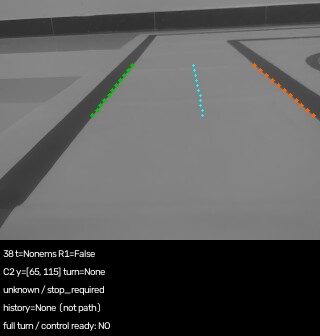 38 t=Nonems R1=False
C2 y=[65, 115] turn=None
unknown / stop_required
history=None (not path)
full turn / control ready: NO